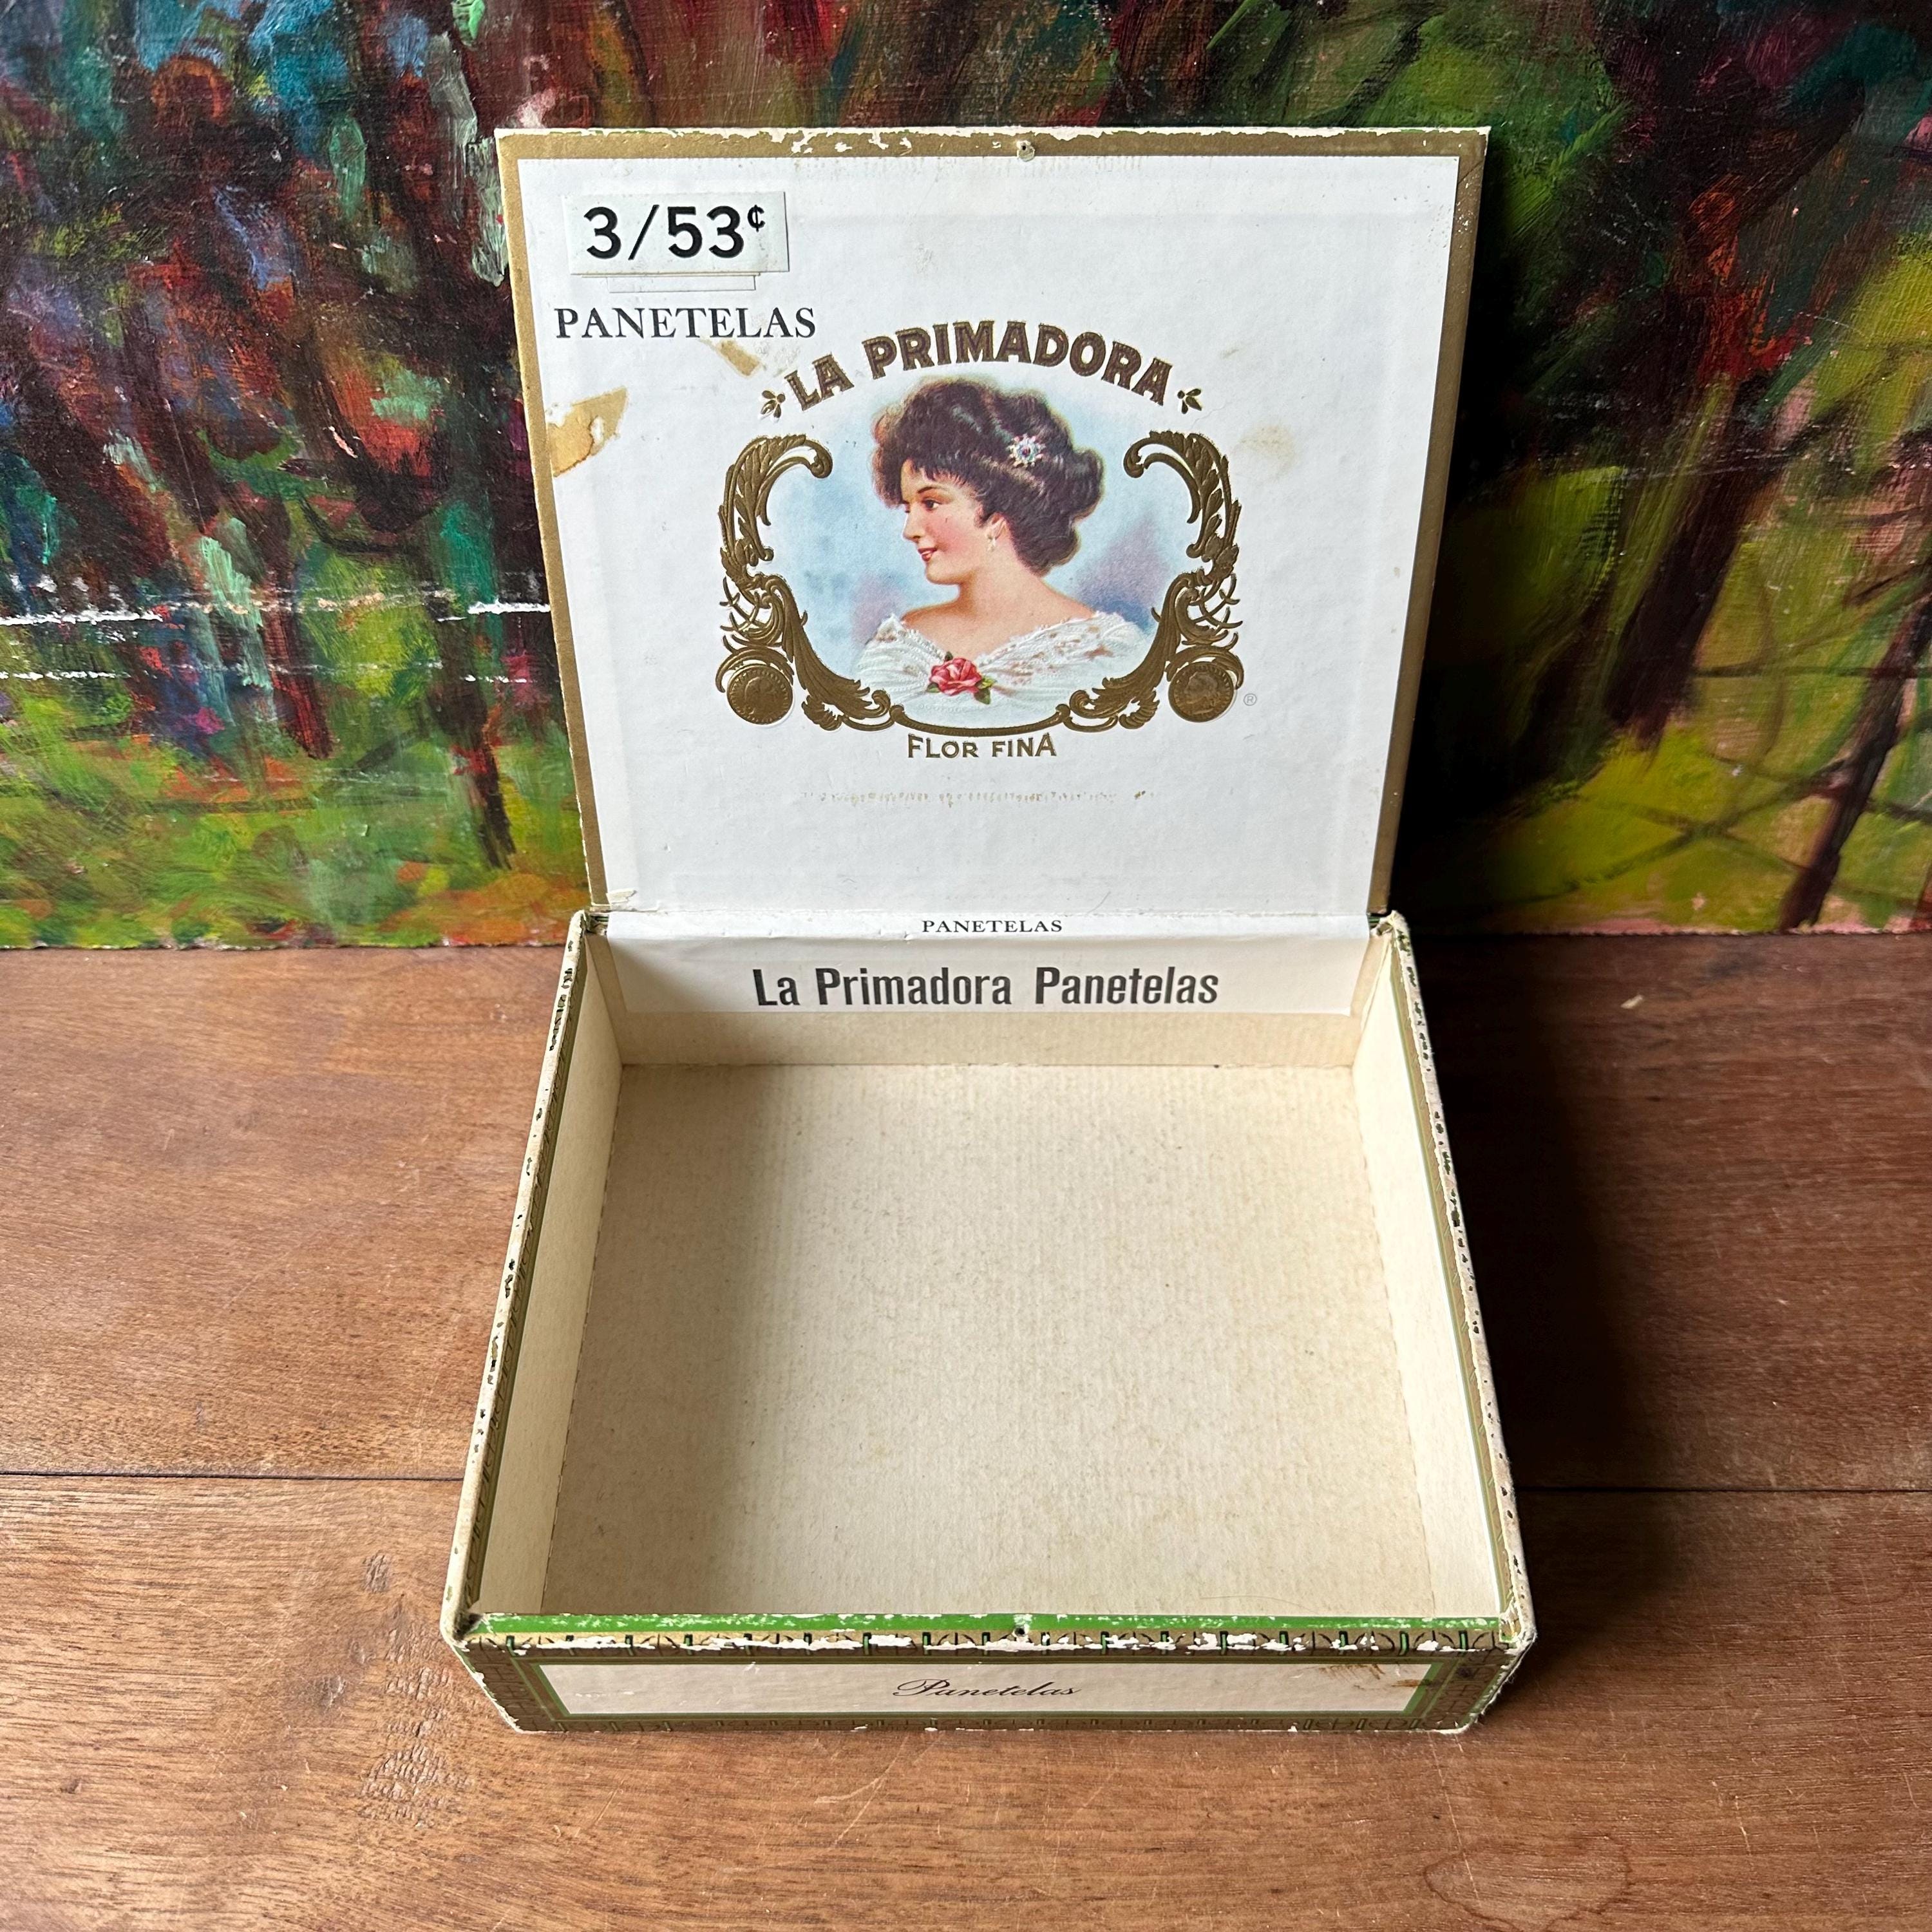 3/53¢
PANETELAS
LA PRIMADORA
®
FLOR FINA
PANETELAS
La Primadora Panetelas
Panetelas